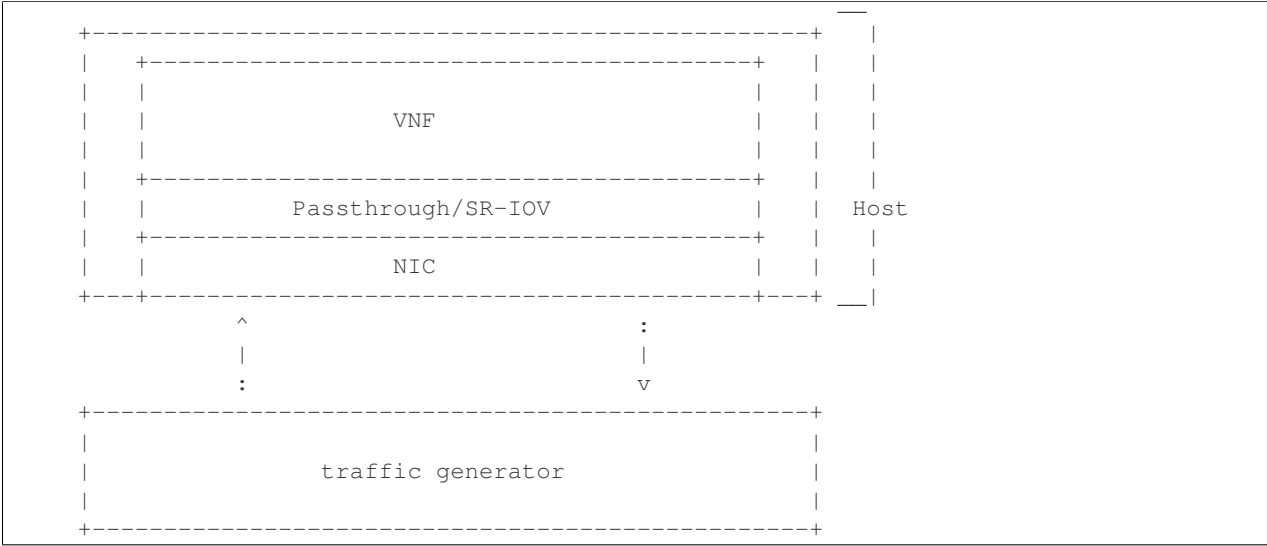 VNF
Passthrough/SR-IOV
Host
NIC
traffic generator